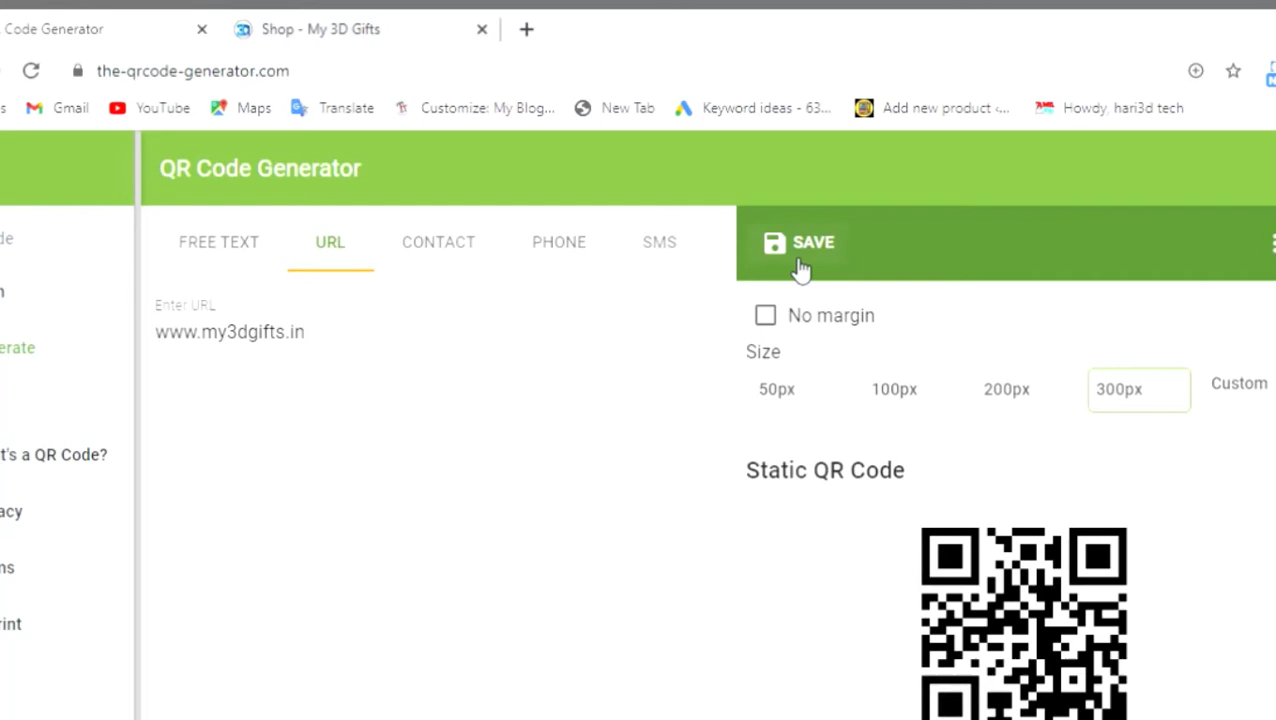 Code Generator
Shop - My 3D Gifts
the-qrcode-generator.com
s Gmail YouTube Maps Translate Customize: My Blog... New Tab Keyword ideas - 63... Add new product ‹... Howdy, hari3d tech
QR Code Generator
FREE TEXT URL CONTACT PHONE SMS
SAVE
Enter URL
www.my3dgifts.in
No margin
Size
50px 100px 200px 300px Custom
Static QR Code
de
n
erate
t's a QR Code?
acy
ns
rint